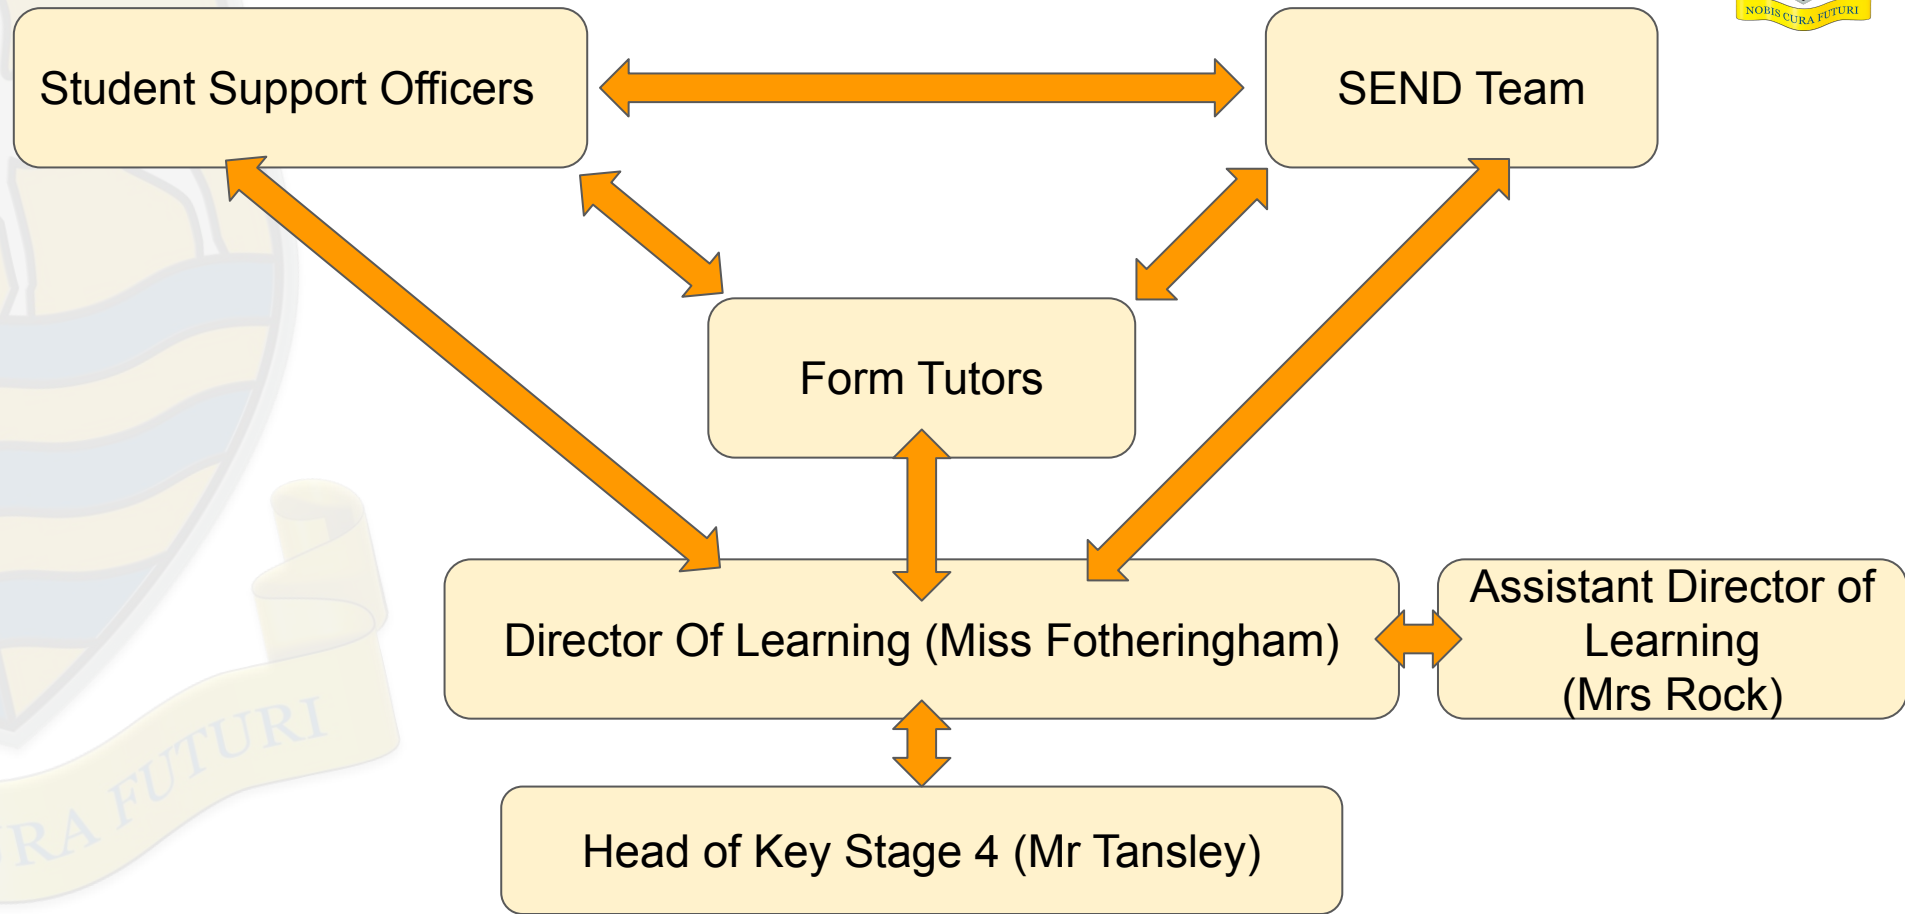 NOBIS CURA FUTURI
Student Support Officers
SEND Team
Form Tutors
Director Of Learning (Miss Fotheringham)
Assistant Director of
Learning
(Mrs Rock)
Head of Key Stage 4 (Mr Tansley)
FUTURI